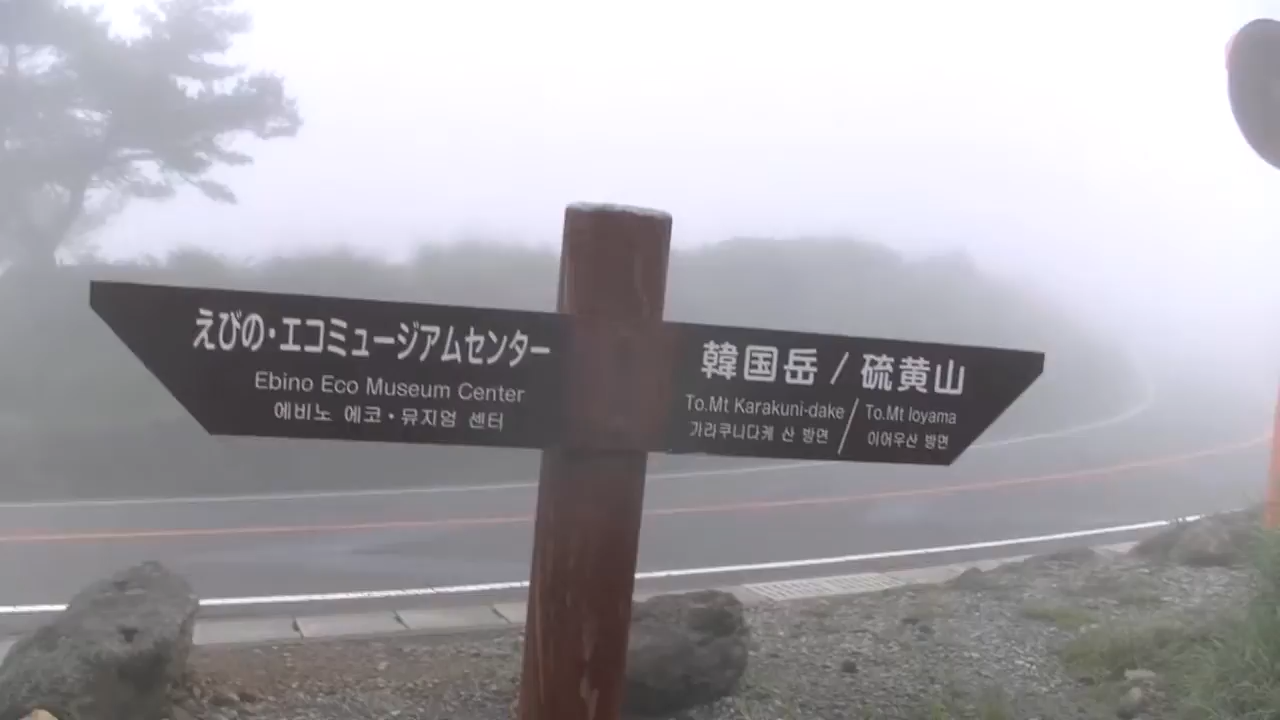 えびの・エコミュージアムセンター
Ebino Eco Museum Center
에비노 에코・뮤지엄 센터
韓国岳 / 硫黄山
To.Mt Karakuni-dake / To.Mt Ioyama
가라쿠니다케 산 방면 / 이어우산 방면